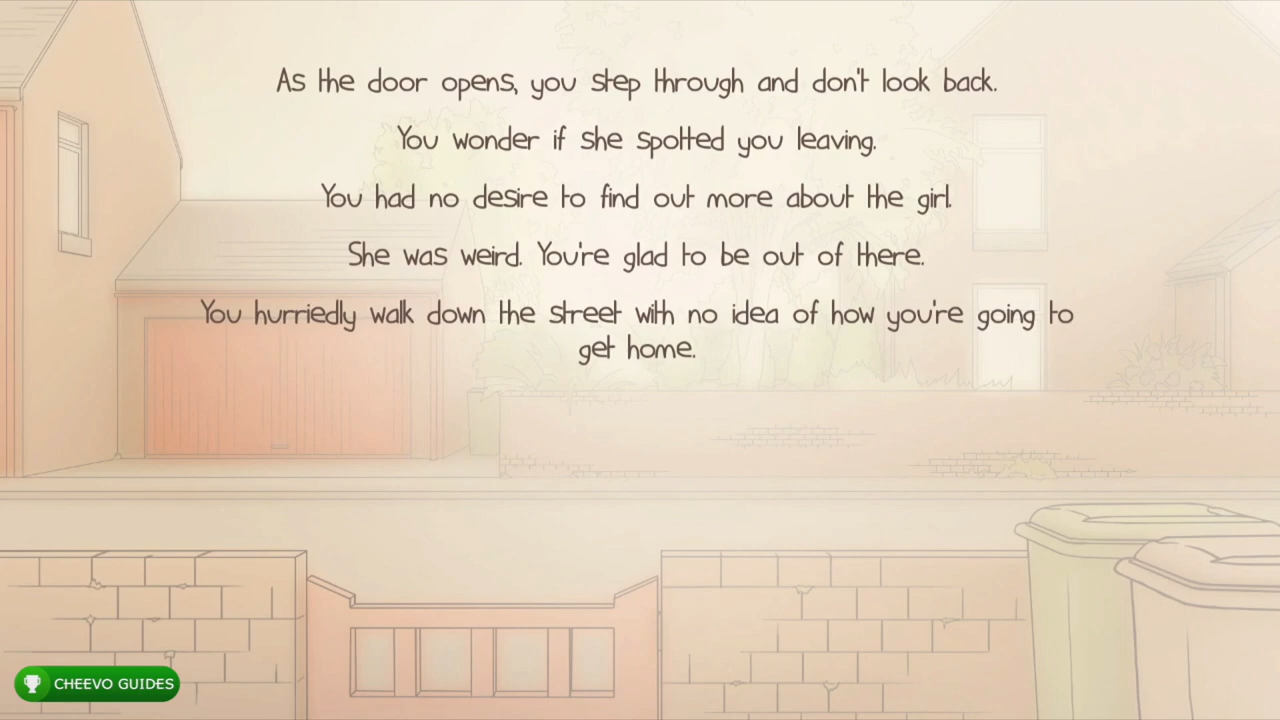 As the door opens, you step through and don't look back.
You wonder if she spotted you leaving.
You had no desire to find out more about the girl.
She was weird. You're glad to be out of there.
You hurriedly walk down the street with no idea of how you're going to
get home.
CHEEVO GUIDES